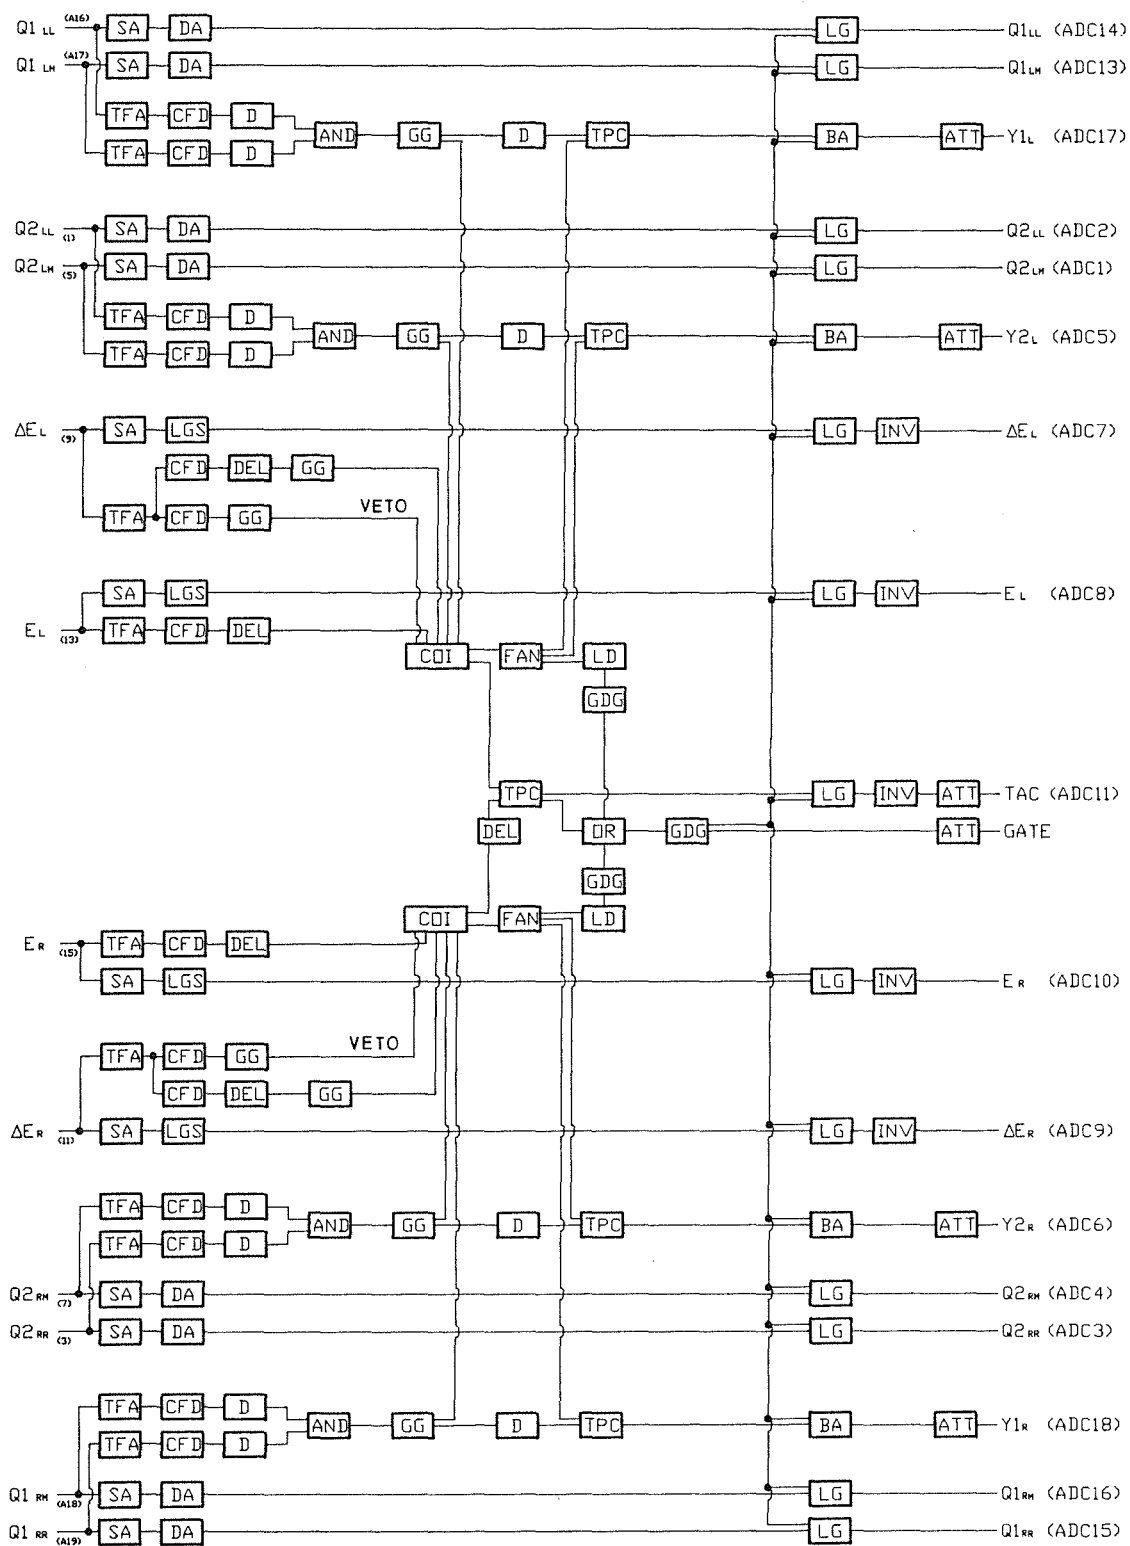 Q1 LL (A16) SA DA LG Q1LL (ADC14)
Q1 LM (A17) SA DA LG Q1LM (ADC13)
TFA CFD D
AND GG D TPC BA ATT Y1L (ADC17)
TFA CFD D
Q2 LL (1) SA DA LG Q2LL (ADC2)
Q2 LM (5) SA DA LG Q2LM (ADC1)
TFA CFD D
AND GG D TPC BA ATT Y2L (ADC5)
TFA CFD D
ΔEL (9) SA LGS LG INV ΔEL (ADC7)
CFD DEL GG
TFA CFD GG VETO
SA LGS LG INV EL (ADC8)
EL (13) TFA CFD DEL
COI FAN LD
GDG
TPC LG INV ATT TAC (ADC11)
DEL OR GDG ATT GATE
GDG
COI FAN LD
ER (15) TFA CFD DEL
SA LGS LG INV ER (ADC10)
TFA CFD GG VETO
CFD DEL GG
ΔER (11) SA LGS LG INV ΔER (ADC9)
TFA CFD D
AND GG D TPC BA ATT Y2R (ADC6)
TFA CFD D
Q2 RM (7) SA DA LG Q2RM (ADC4)
Q2 RR (3) SA DA LG Q2RR (ADC3)
TFA CFD D
AND GG D TPC BA ATT Y1R (ADC18)
TFA CFD D
Q1 RM (A18) SA DA LG Q1RM (ADC16)
Q1 RR (A19) SA DA LG Q1RR (ADC15)